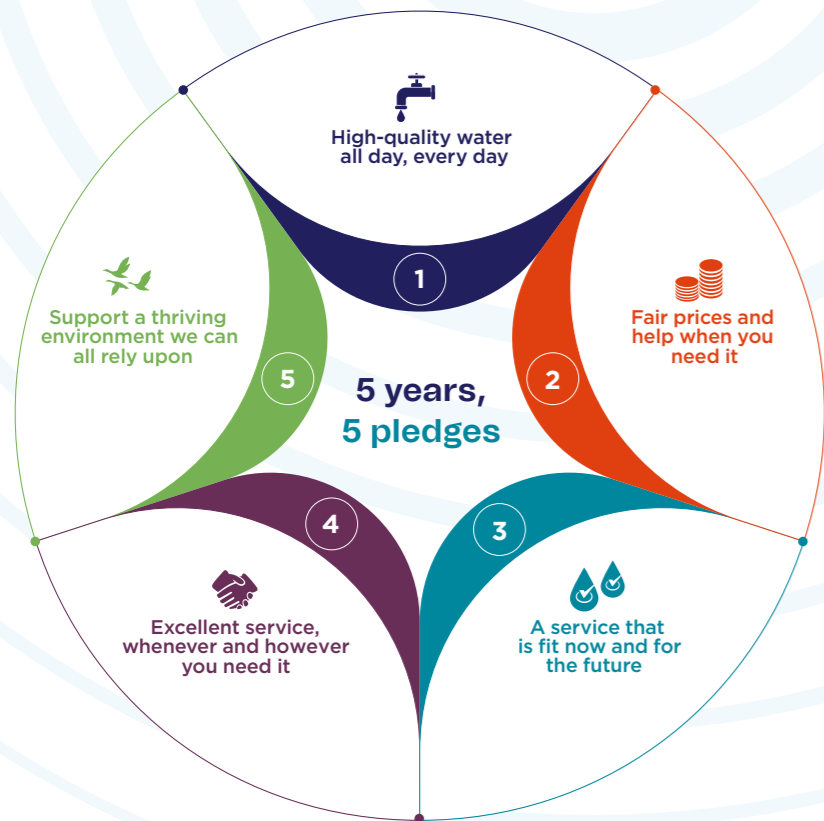 5 years,
5 pledges
1
High-quality water
all day, every day
2
Fair prices and
help when you
need it
3
A service that
is fit now and for
the future
4
Excellent service,
whenever and however
you need it
5
Support a thriving
environment we can
all rely upon